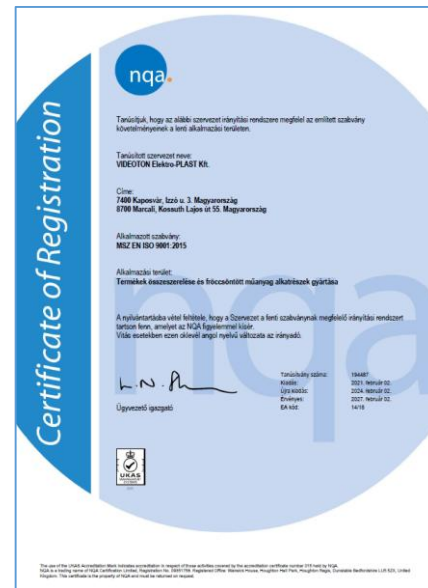 nqa.
Certificate of Registration
Tanúsítjuk, hogy az alábbi szervezet irányítási rendszere megfelel az említett szabvány
követelményeinek a lenti alkalmazási területen.
Tanúsított szervezet neve:
VIDEOTON Elektro-PLAST Kft.
Címe:
7400 Kaposvár, Izzó u. 3. Magyarország
8700 Marcali, Kossuth Lajos út 55. Magyarország
Alkalmazott szabvány:
MSZ EN ISO 9001:2015
Alkalmazási terület:
Termékek összeszerelése és fröccsöntött műanyag alkatrészek gyártása
A nyilvántartásba vétel feltétele, hogy a Szervezet a fenti szabványnak megfelelő irányítási rendszert
tartson fenn, amelyet az NQA figyelemmel kísér.
Vitás esetekben ezen oklevél angol nyelvű változata az irányadó.
Ügyvezető igazgató
Tanúsítvány száma:
Kiadás: 2021. február 02.
Újra kiadás: 2024. február 02.
Érvényes: 2027. február 02.
EA kód: 14/18
nqa
UKAS